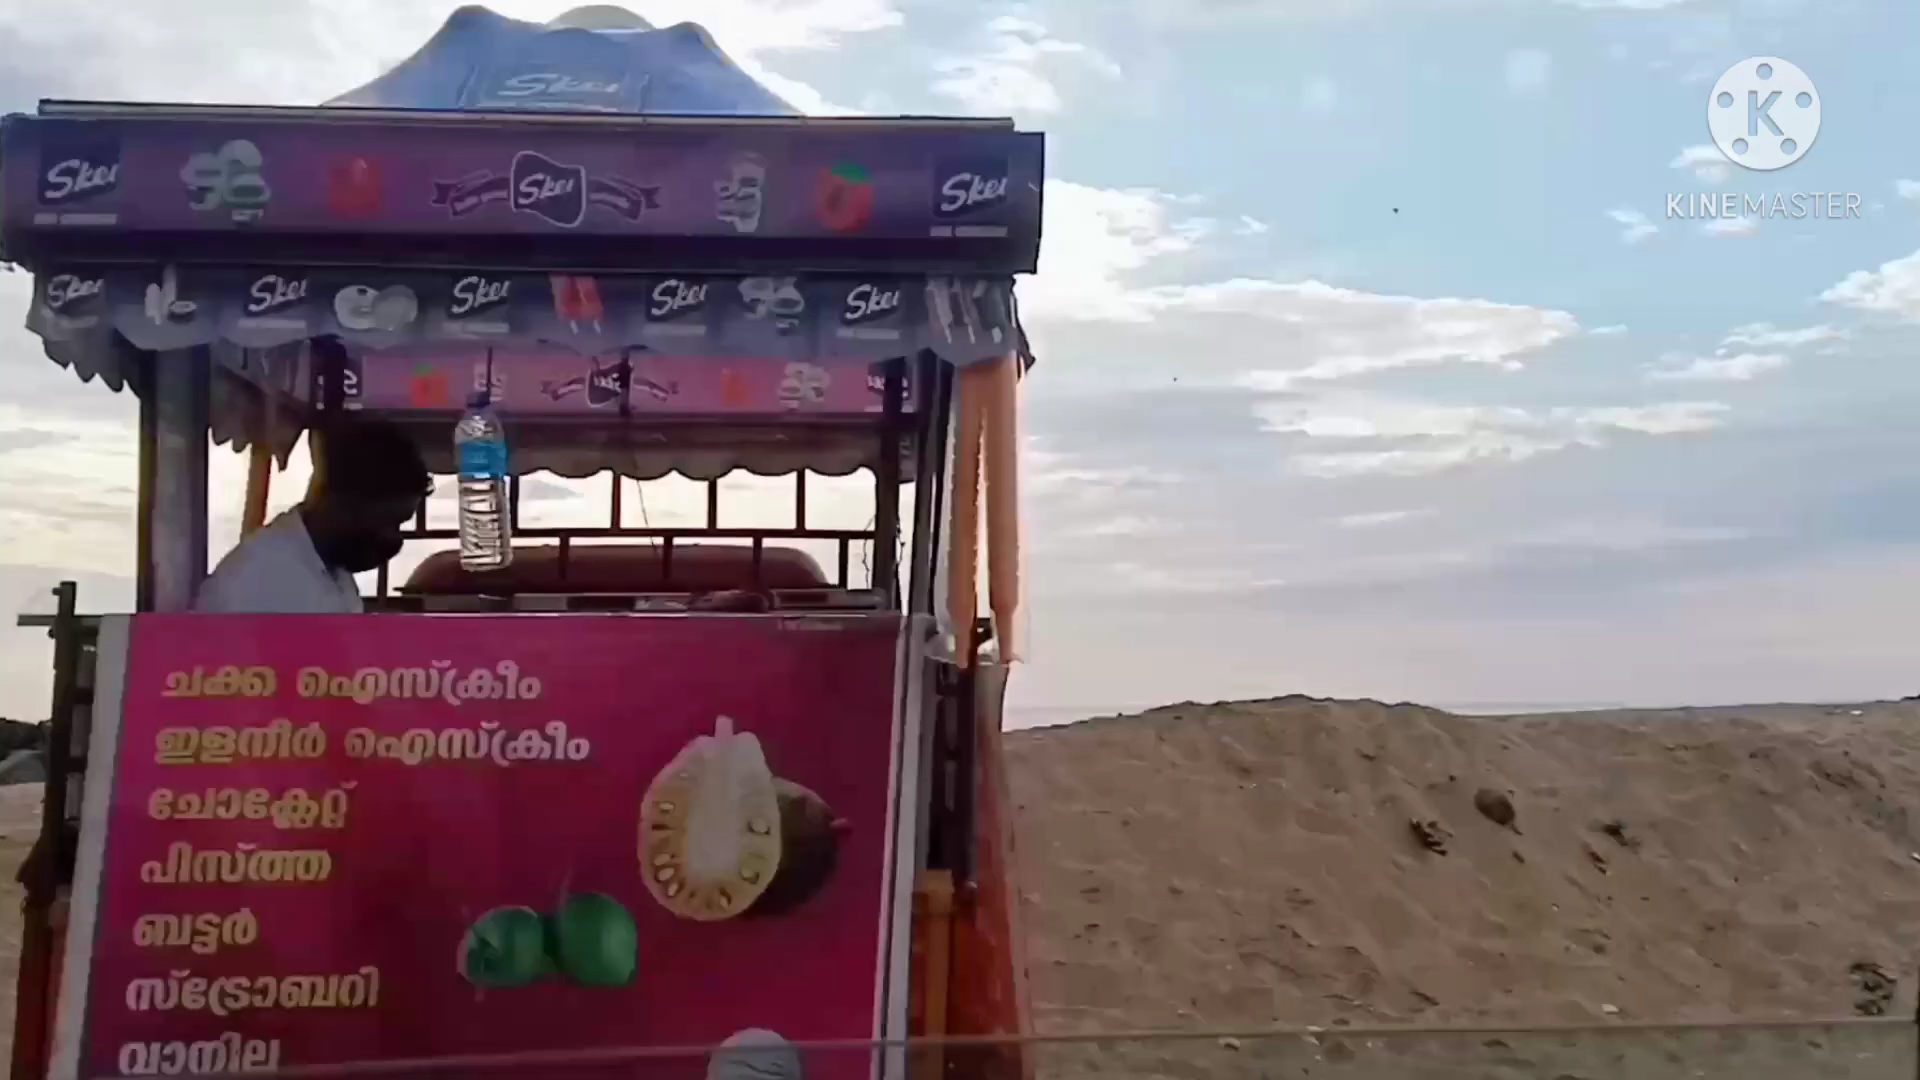 Skei
Skei
Skei
Skei
Skei
Skei
Skei
Skei
Skei
K
KINEMASTER
ചക്ക ഐസ്ക്രീം
ഇളനീർ ഐസ്ക്രീം
ചോക്ലേറ്റ്
പിസ്ത്ത
ബട്ടർ
സ്ട്രോബറി
വാനില